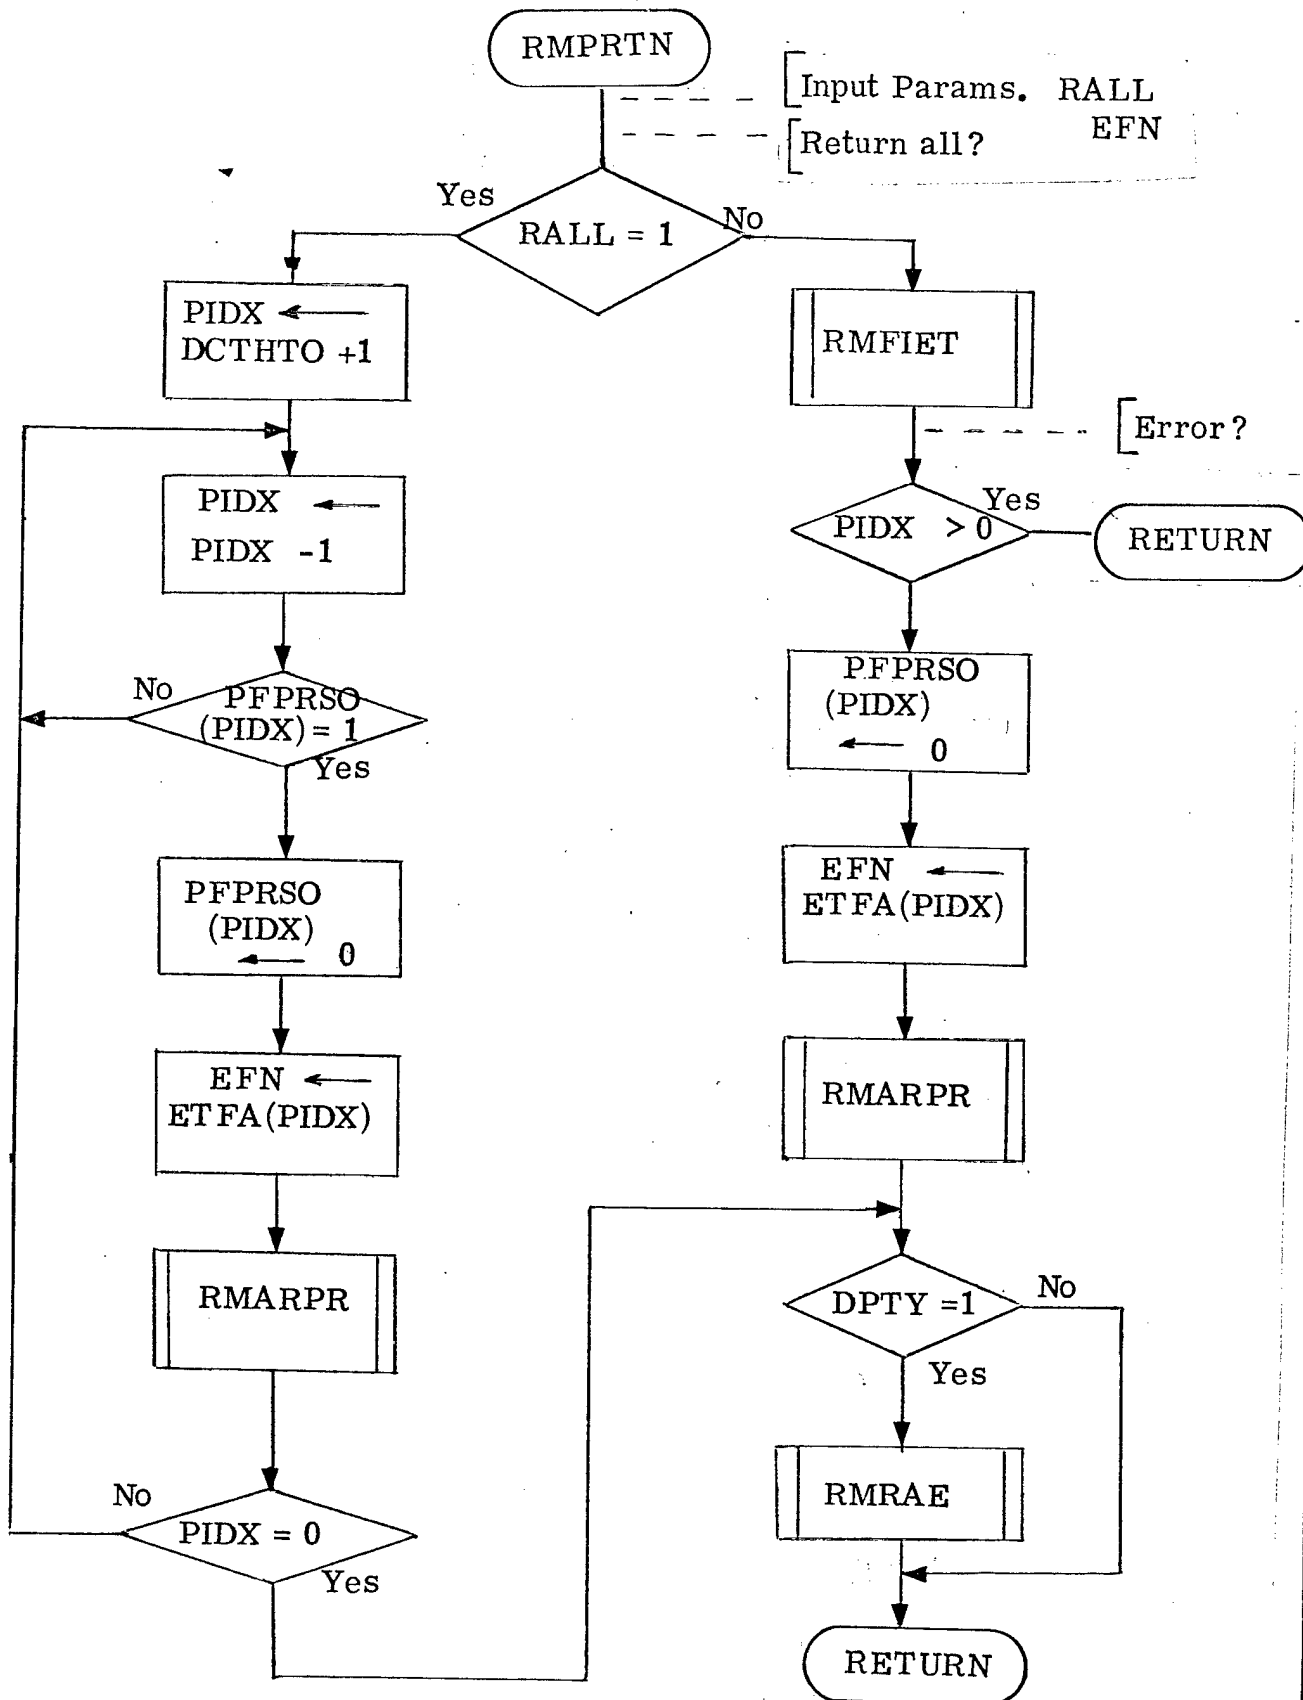 RMPRTN
[Input Params. RALL
EFN
[Return all?
Yes
RALL = 1
No
PIDX ←
DCTHTO +1
RMFIET
[Error?
PIDX ←
PIDX -1
PIDX > 0
Yes
RETURN
No
PFPRSO
(PIDX) = 1
Yes
PFPRSO
(PIDX)
← 0
PFPRSO
(PIDX)
← 0
EFN ←
ETFA(PIDX)
EFN ←
ETFA(PIDX)
RMARPR
RMARPR
DPTY =1
No
Yes
No
PIDX = 0
Yes
RMRAE
RETURN